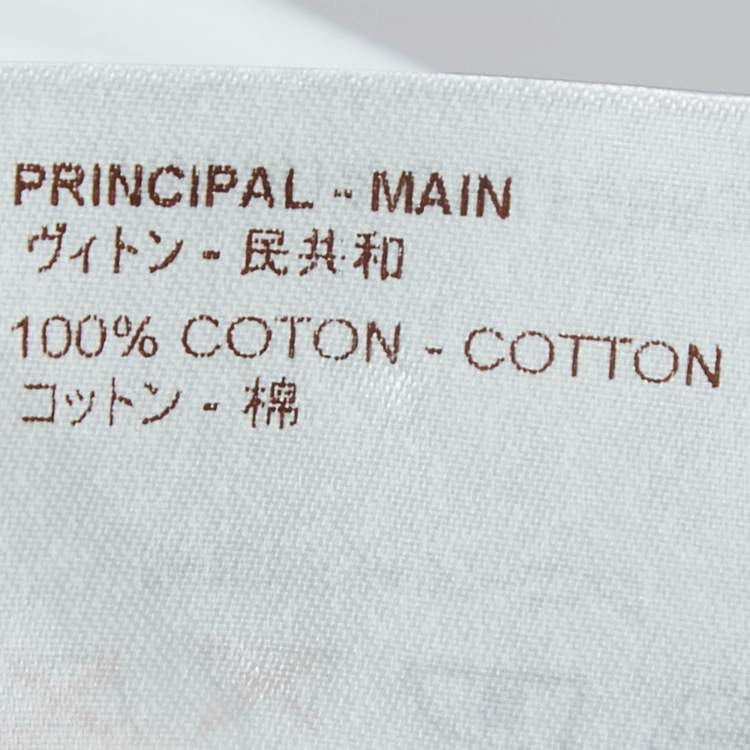 PRINCIPAL - MAIN
ヴィトン - 民共和
100% COTON - COTTON
コットン - 棉